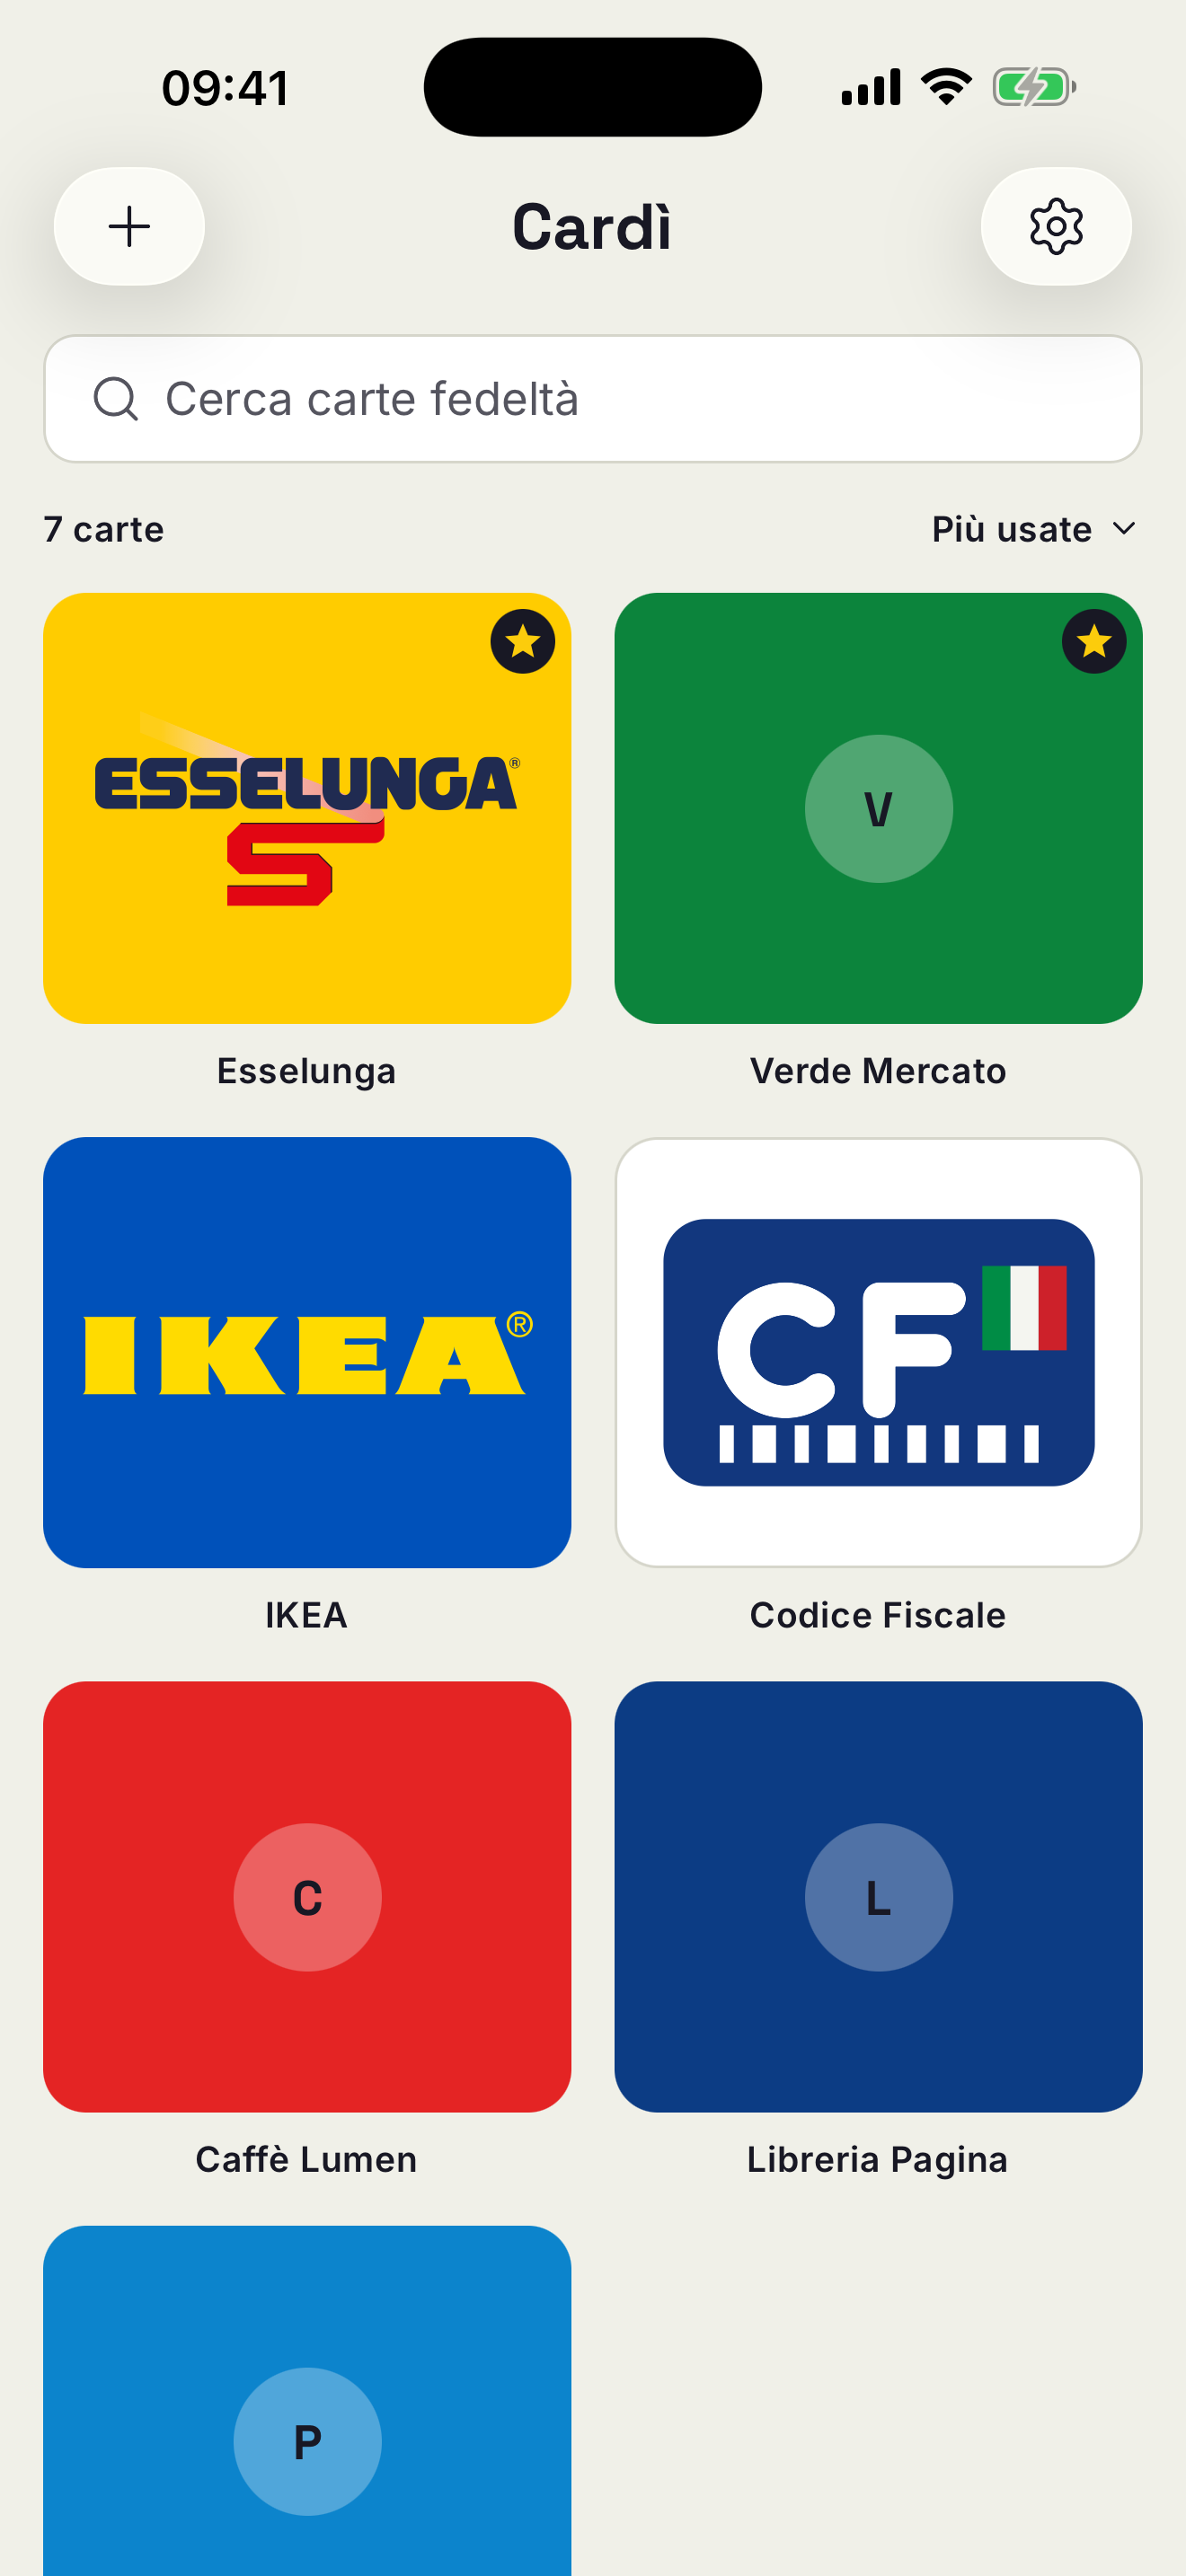 09:41
Cardì
Cerca carte fedeltà
7 carte
Più usate
ESSELUNGA®
S
V
Esselunga
Verde Mercato
IKEA®
CF
IKEA
Codice Fiscale
C
L
Caffè Lumen
Libreria Pagina
P